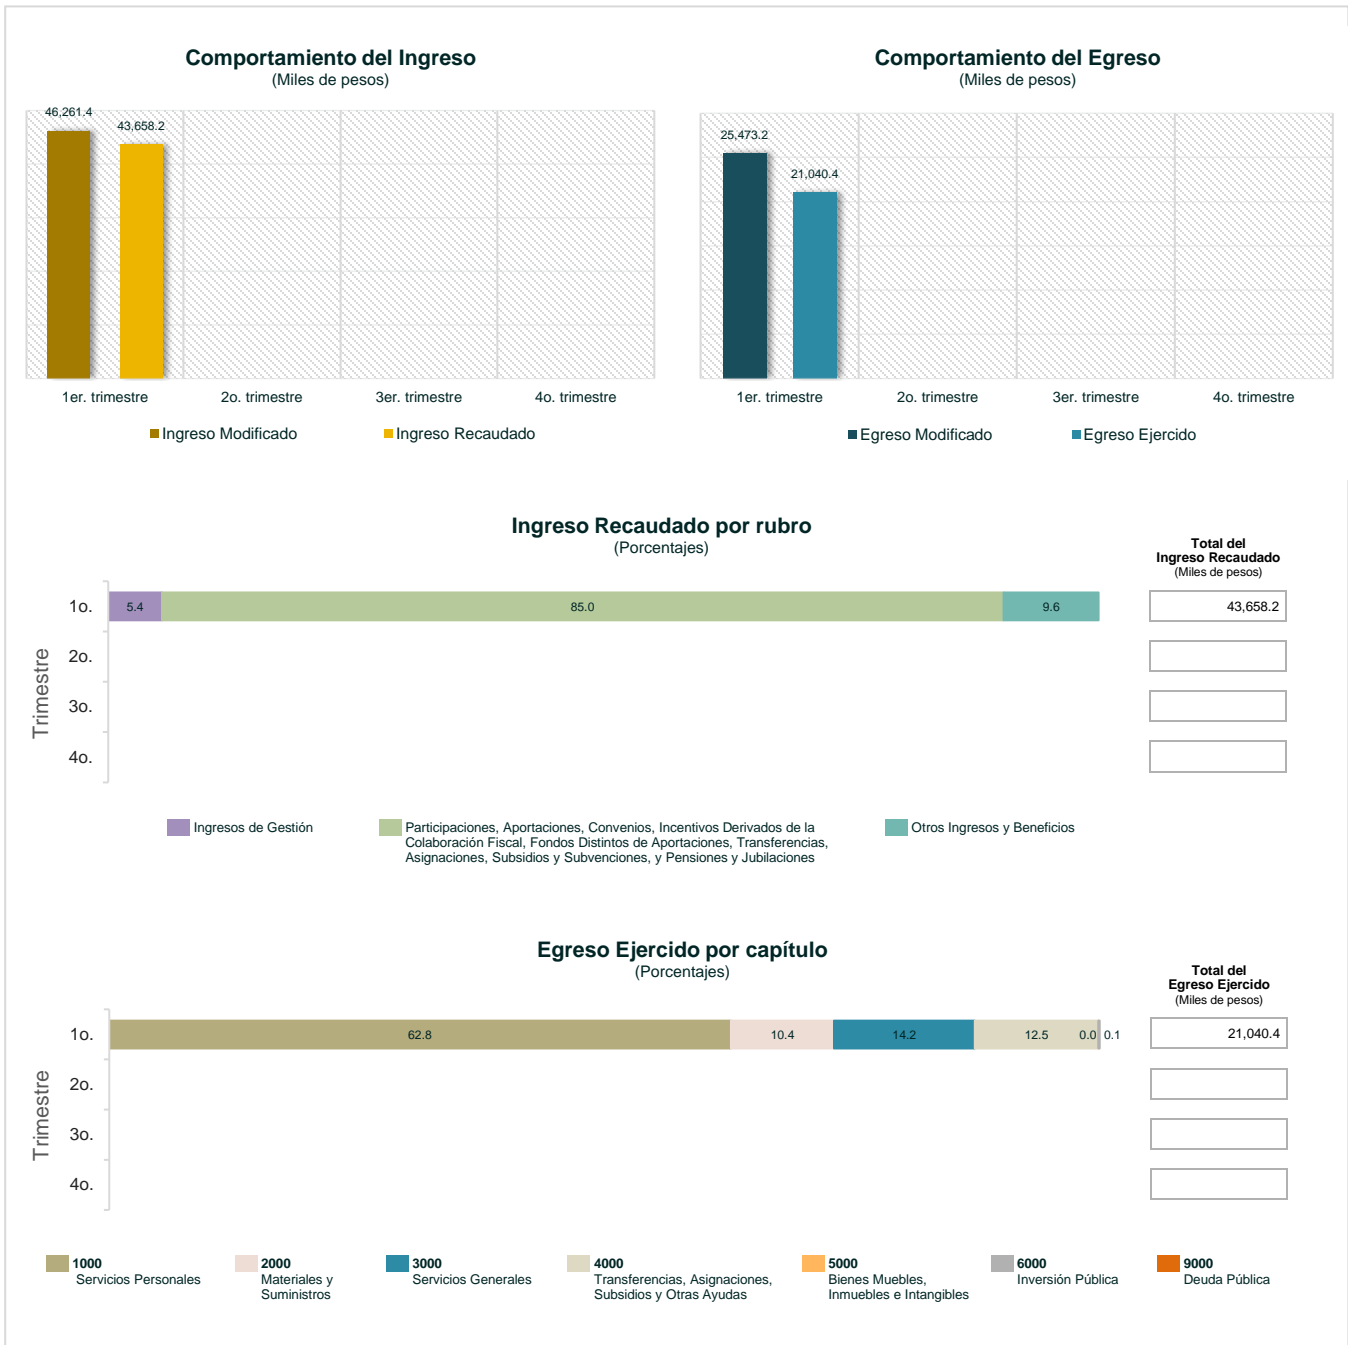 Comportamiento del Ingreso
(Miles de pesos)
46,261.4
43,658.2
1er. trimestre
2o. trimestre
3er. trimestre
4o. trimestre
Ingreso Modificado
Ingreso Recaudado
Comportamiento del Egreso
(Miles de pesos)
25,473.2
21,040.4
1er. trimestre
2o. trimestre
3er. trimestre
4o. trimestre
Egreso Modificado
Egreso Ejercido
Ingreso Recaudado por rubro
(Porcentajes)
Total del
Ingreso Recaudado
(Miles de pesos)
Trimestre
1o.
5.4
85.0
9.6
43,658.2
2o.
3o.
4o.
Ingresos de Gestión
Participaciones, Aportaciones, Convenios, Incentivos Derivados de la
Colaboración Fiscal, Fondos Distintos de Aportaciones, Transferencias,
Asignaciones, Subsidios y Subvenciones, y Pensiones y Jubilaciones
Otros Ingresos y Beneficios
Egreso Ejercido por capítulo
(Porcentajes)
Total del
Egreso Ejercido
(Miles de pesos)
Trimestre
1o.
62.8
10.4
14.2
12.5
0.0
0.1
21,040.4
2o.
3o.
4o.
1000
Servicios Personales
2000
Materiales y
Suministros
3000
Servicios Generales
4000
Transferencias, Asignaciones,
Subsidios y Otras Ayudas
5000
Bienes Muebles,
Inmuebles e Intangibles
6000
Inversión Pública
9000
Deuda Pública